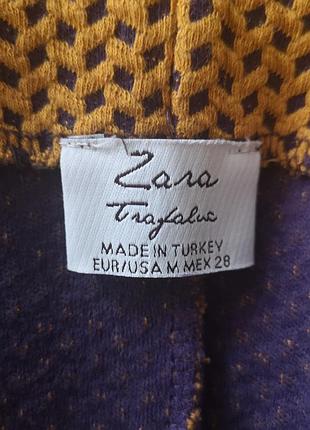 Zara
Trafaluc
MADE IN TURKEY
EUR/USA M MEX 28